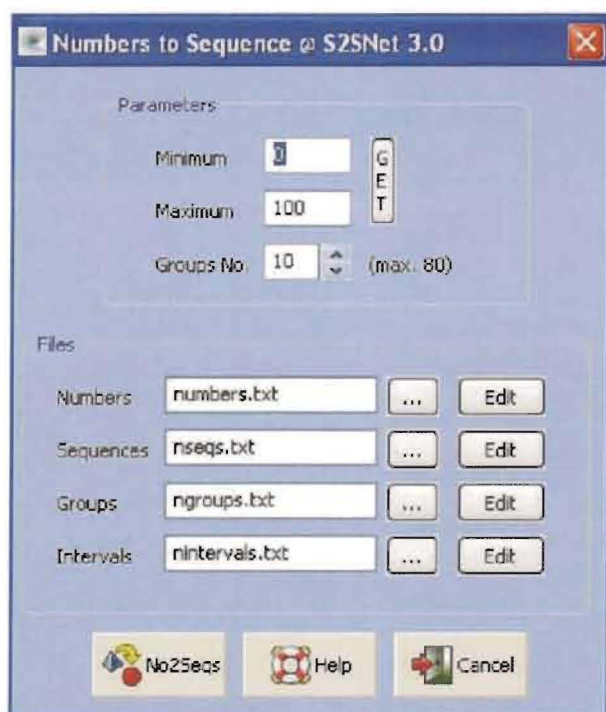 Numbers to Sequence @ S2SNet 3.0
Parameters
Minimum 0 GET
Maximum 100
Groups No. 10 (max. 80)
Files
Numbers numbers.txt ... Edit
Sequences nseqs.txt ... Edit
Groups ngroups.txt ... Edit
Intervals nintervals.txt ... Edit
No2Seqs Help Cancel